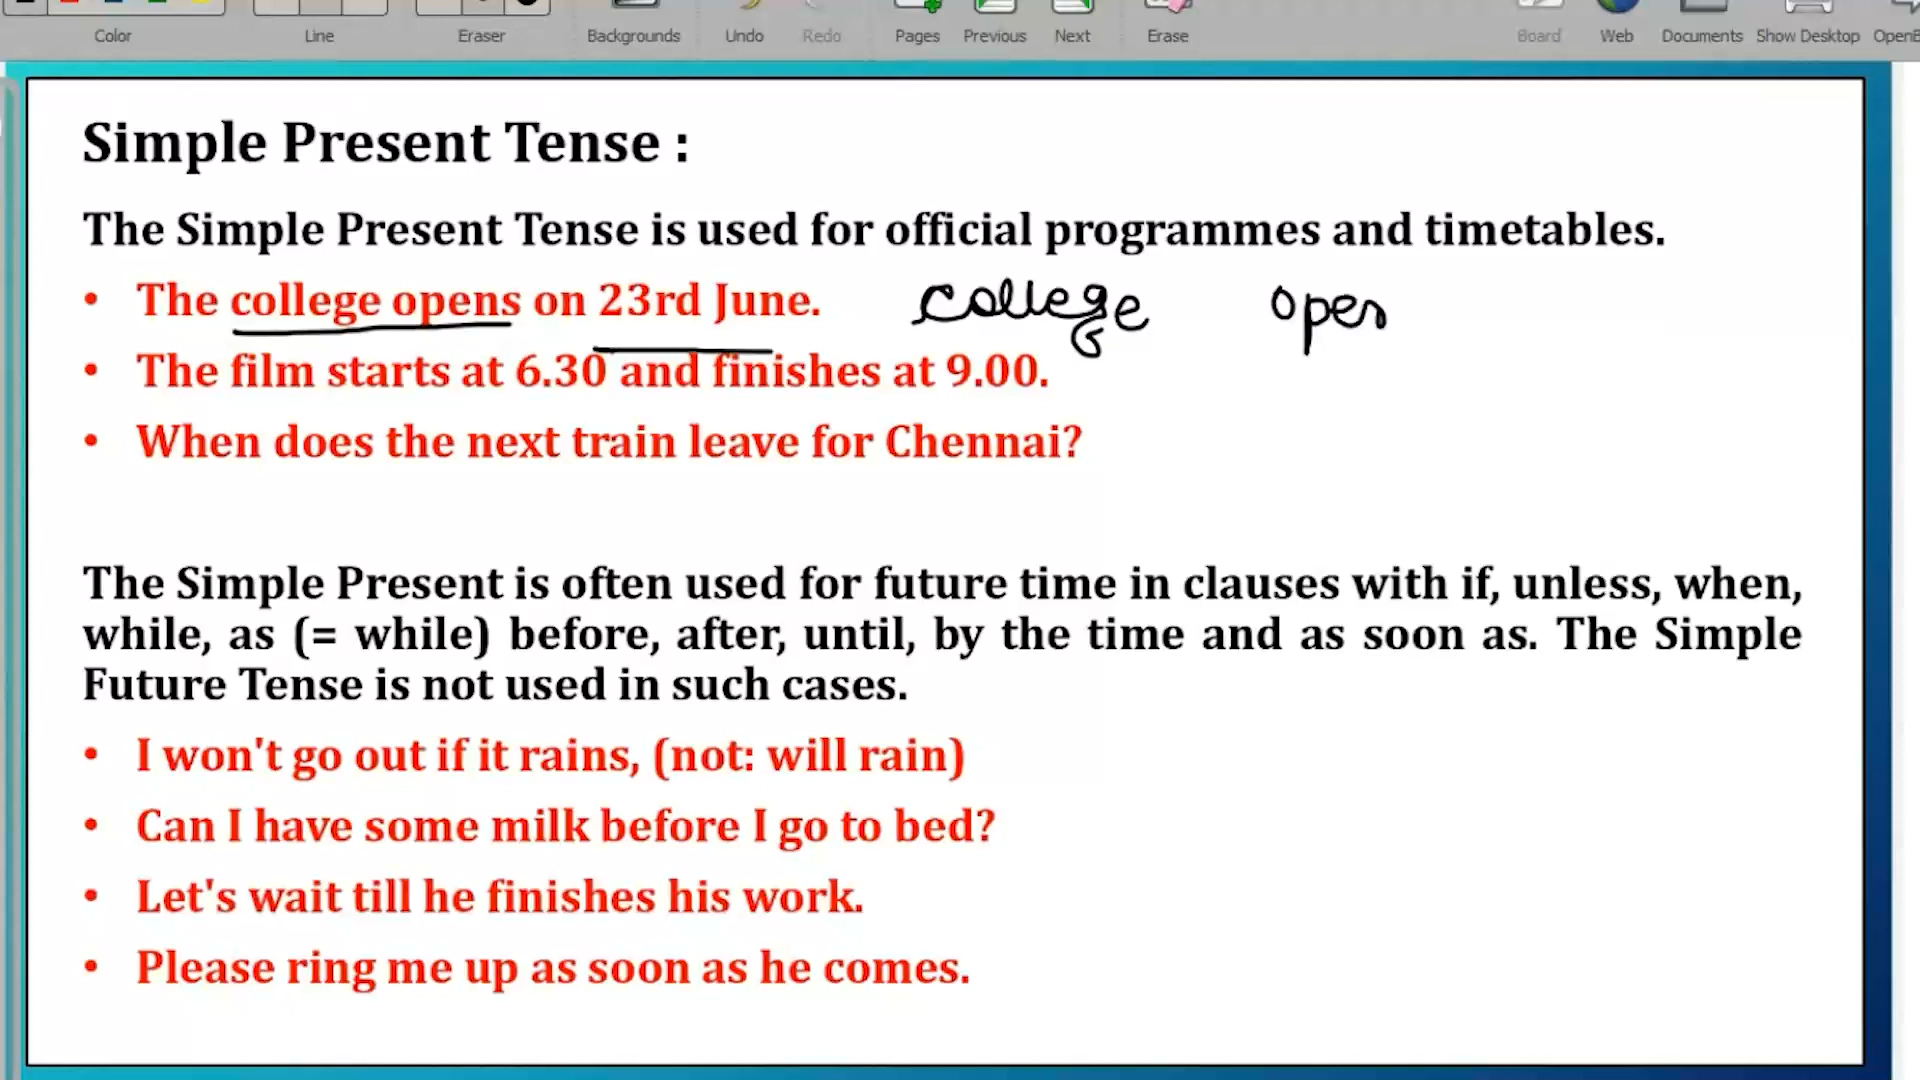 Color Line Eraser Backgrounds Undo Redo Pages Previous Next Erase Board Web Documents Show Desktop OpenB
Simple Present Tense :
The Simple Present Tense is used for official programmes and timetables.
• The college opens on 23rd June. college open
• The film starts at 6.30 and finishes at 9.00.
• When does the next train leave for Chennai?
The Simple Present is often used for future time in clauses with if, unless, when,
while, as (= while) before, after, until, by the time and as soon as. The Simple
Future Tense is not used in such cases.
• I won't go out if it rains, (not: will rain)
• Can I have some milk before I go to bed?
• Let's wait till he finishes his work.
• Please ring me up as soon as he comes.